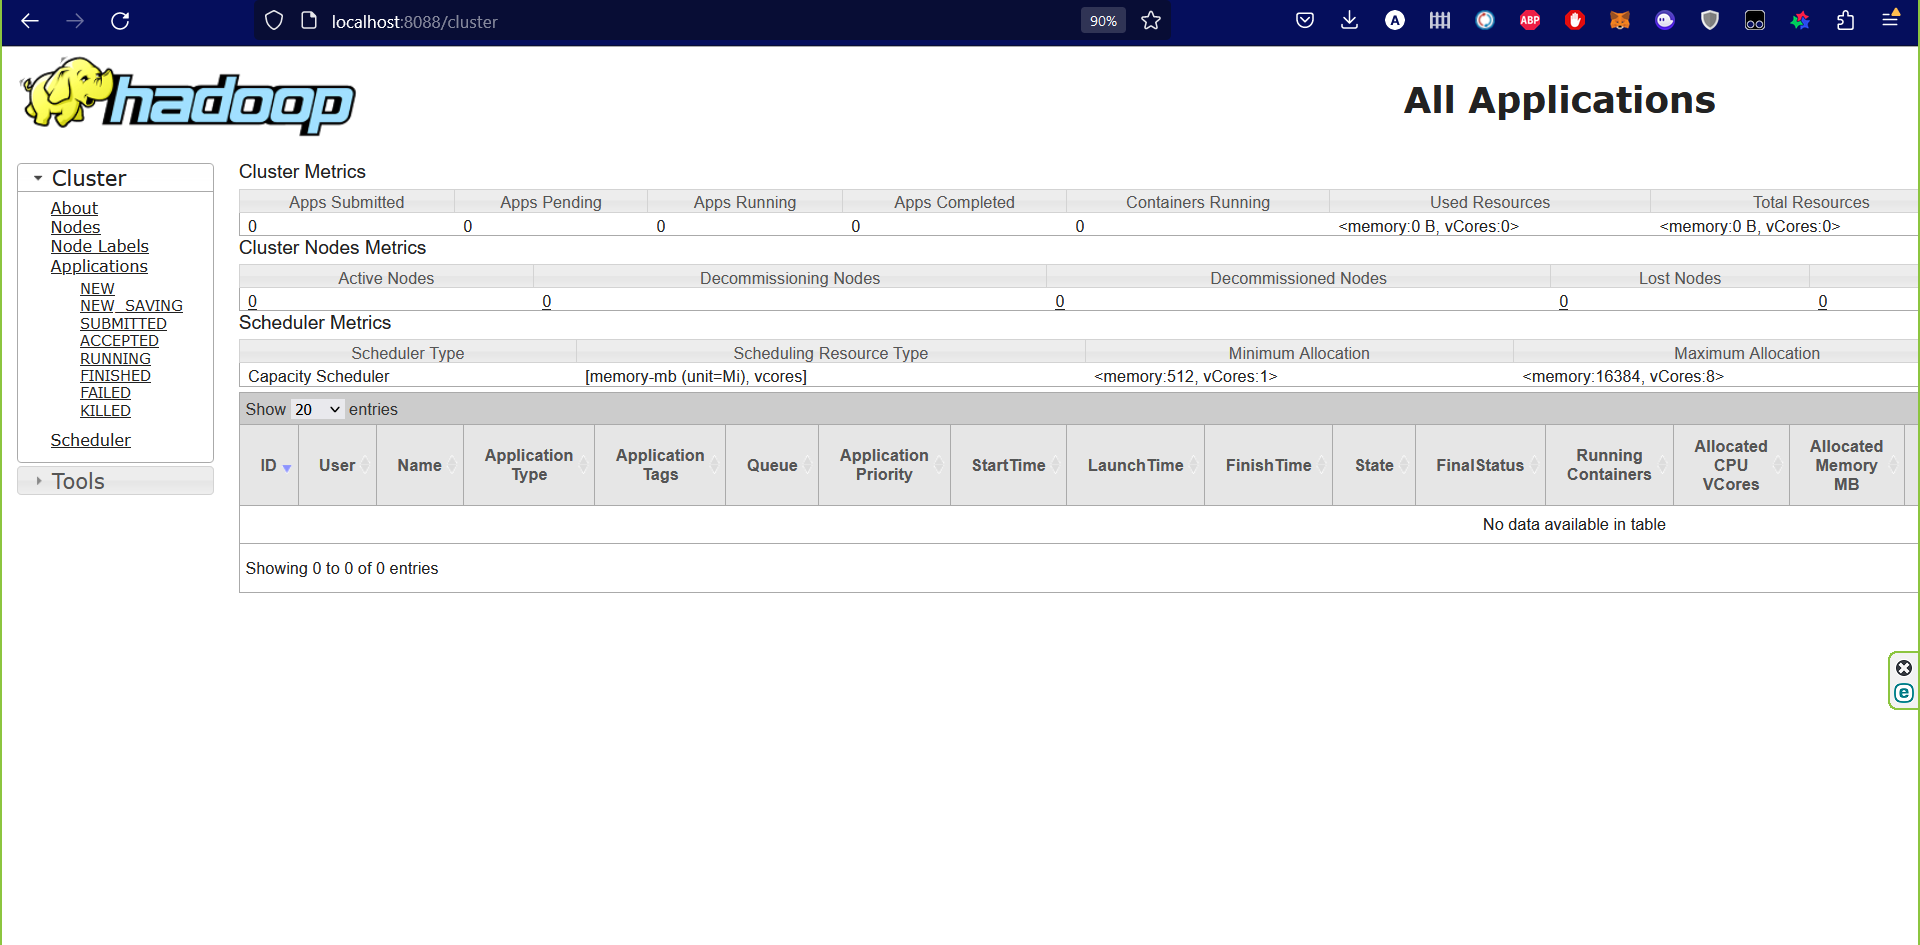 localhost:8088/cluster
90%
A
ABP
hadoop
All Applications
Cluster
About
Nodes
Node Labels
Applications
NEW
NEW_SAVING
SUBMITTED
ACCEPTED
RUNNING
FINISHED
FAILED
KILLED
Scheduler
Tools
Cluster Metrics
Apps Submitted Apps Pending Apps Running Apps Completed Containers Running Used Resources Total Resources
0 0 0 0 0 <memory:0 B, vCores:0> <memory:0 B, vCores:0>
Cluster Nodes Metrics
Active Nodes Decommissioning Nodes Decommissioned Nodes Lost Nodes
0 0 0 0 0
Scheduler Metrics
Scheduler Type Scheduling Resource Type Minimum Allocation Maximum Allocation
Capacity Scheduler [memory-mb (unit=Mi), vcores] <memory:512, vCores:1> <memory:16384, vCores:8>
Show 20 entries
ID User Name Application Type Application Tags Queue Application Priority StartTime LaunchTime FinishTime State FinalStatus Running Containers Allocated CPU VCores Allocated Memory MB
No data available in table
Showing 0 to 0 of 0 entries
e